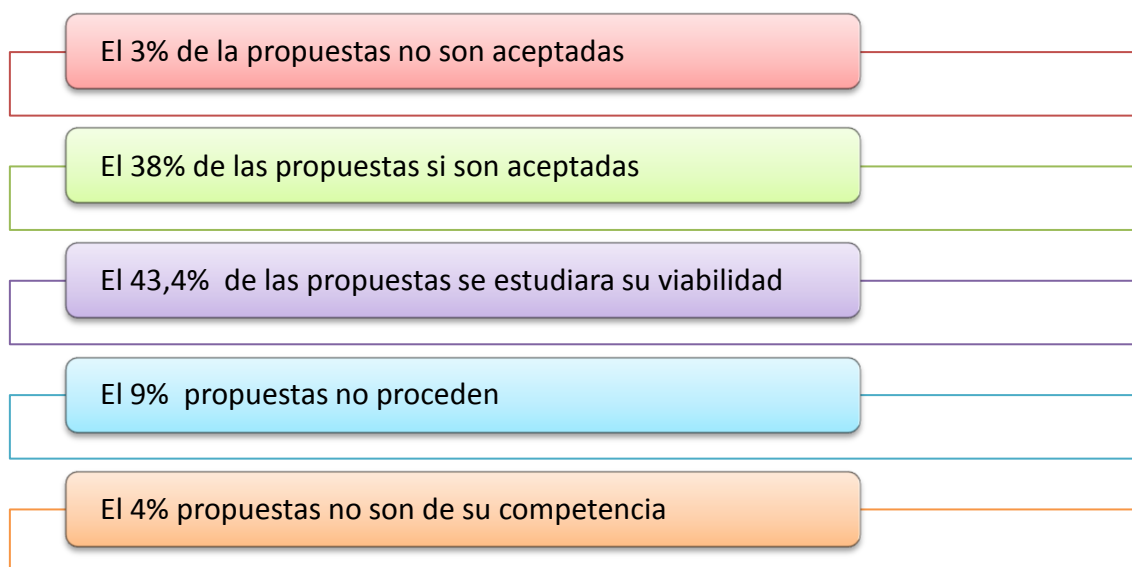 El 3% de la propuestas no son aceptadas
El 38% de las propuestas si son aceptadas
El 43,4% de las propuestas se estudiara su viabilidad
El 9% propuestas no proceden
El 4% propuestas no son de su competencia